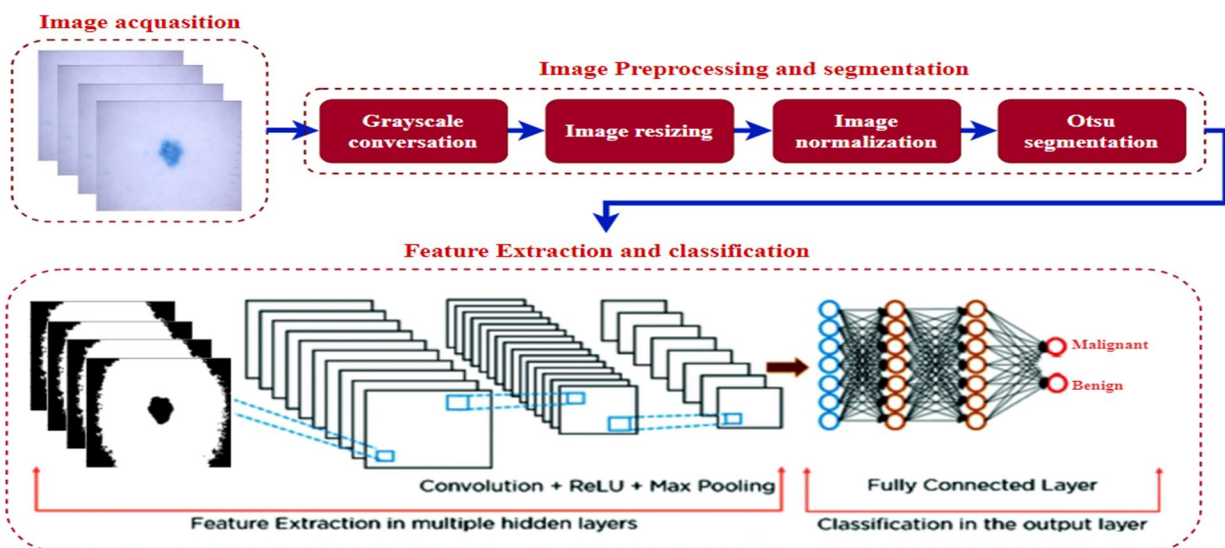 Image acquasition
Image Preprocessing and segmentation
Grayscale
conversation
Image resizing
Image
normalization
Otsu
segmentation
Feature Extraction and classification
Malignant
Benign
Convolution + ReLU + Max Pooling
Fully Connected Layer
Feature Extraction in multiple hidden layers
Classification in the output layer